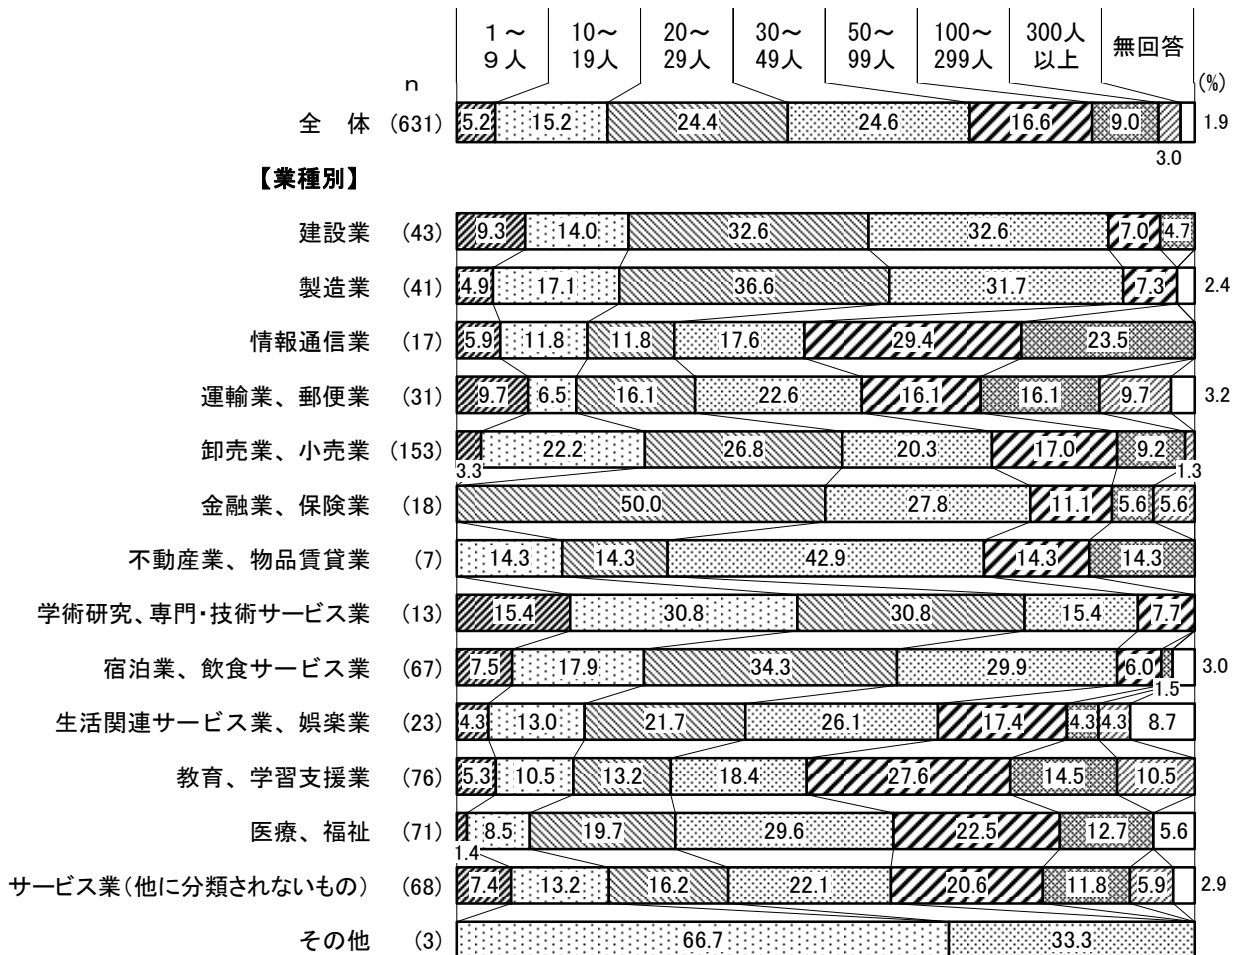 1～9人 10～19人 20～29人 30～49人 50～99人 100～299人 300人以上 無回答
n (%)
全 体 (631) 5.2 15.2 24.4 24.6 16.6 9.0 3.0 1.9
【業種別】
建設業 (43) 9.3 14.0 32.6 32.6 7.0 4.7
製造業 (41) 4.9 17.1 36.6 31.7 7.3 2.4
情報通信業 (17) 5.9 11.8 11.8 17.6 29.4 23.5
運輸業、郵便業 (31) 9.7 6.5 16.1 22.6 16.1 16.1 9.7 3.2
卸売業、小売業 (153) 3.3 22.2 26.8 20.3 17.0 9.2 1.3
金融業、保険業 (18) 50.0 27.8 11.1 5.6 5.6
不動産業、物品賃貸業 (7) 14.3 14.3 42.9 14.3 14.3
学術研究、専門・技術サービス業 (13) 15.4 30.8 30.8 15.4 7.7
宿泊業、飲食サービス業 (67) 7.5 17.9 34.3 29.9 6.0 1.5 3.0
生活関連サービス業、娯楽業 (23) 4.3 13.0 21.7 26.1 17.4 4.3 4.3 8.7
教育、学習支援業 (76) 5.3 10.5 13.2 18.4 27.6 14.5 10.5
医療、福祉 (71) 1.4 8.5 19.7 29.6 22.5 12.7 5.6
サービス業（他に分類されないもの） (68) 7.4 13.2 16.2 22.1 20.6 11.8 5.9 2.9
その他 (3) 66.7 33.3